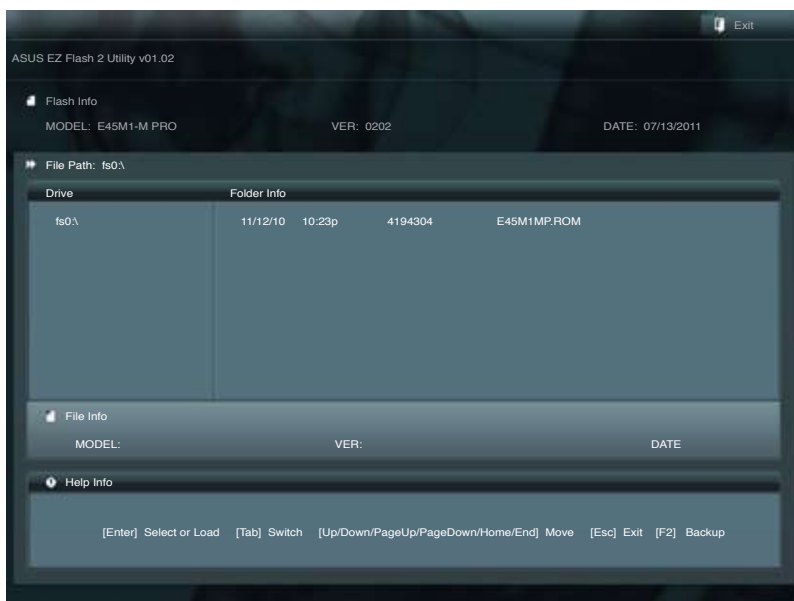 Exit
ASUS EZ Flash 2 Utility v01.02
Flash Info
MODEL: E45M1-M PRO VER: 0202 DATE: 07/13/2011
File Path: fs0:\
Drive Folder Info
fs0:\ 11/12/10 10:23p 4194304 E45M1MP.ROM
File Info
MODEL: VER: DATE
Help Info
[Enter] Select or Load [Tab] Switch [Up/Down/PageUp/PageDown/Home/End] Move [Esc] Exit [F2] Backup